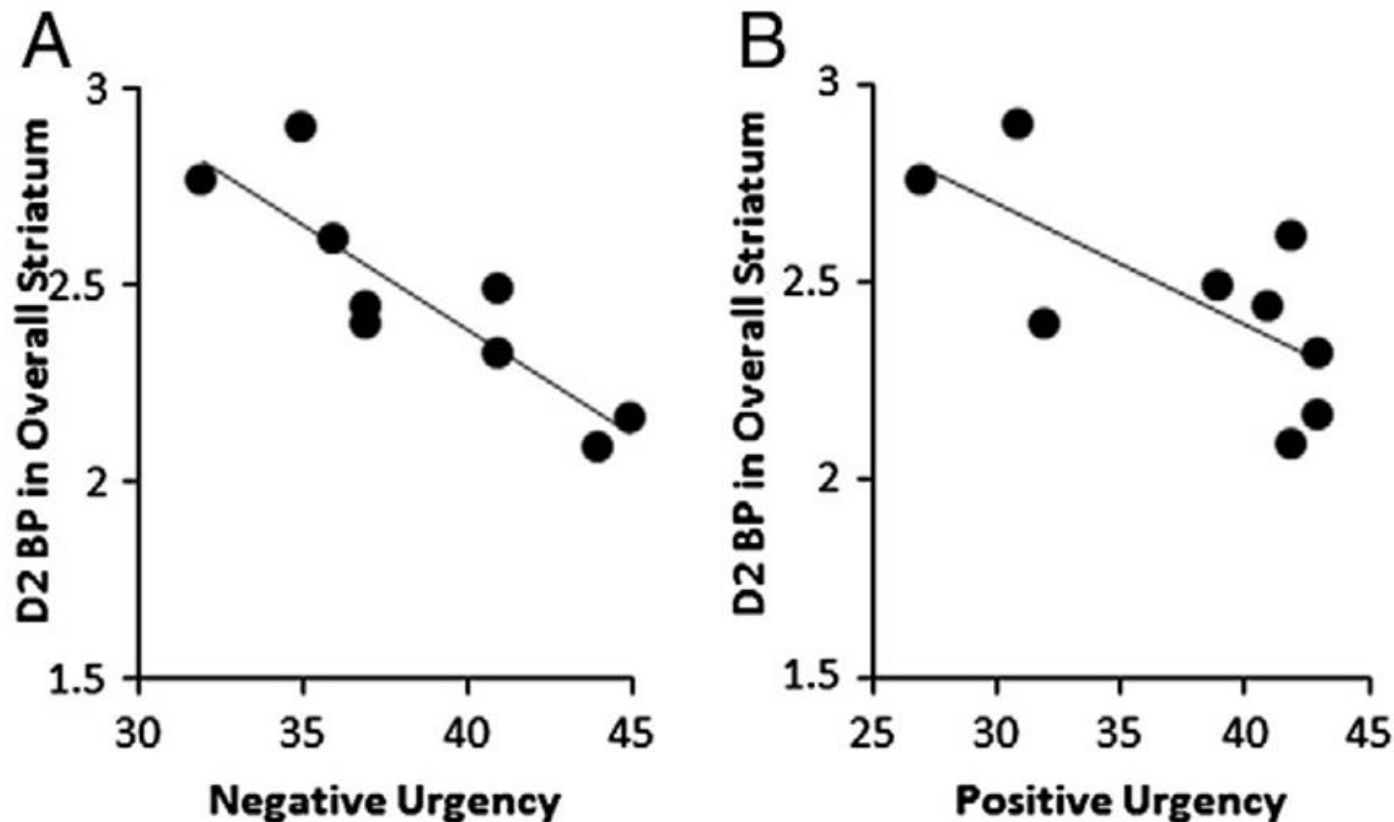 A
D2 BP in Overall Striatum
3
2.5
2
1.5
30 35 40 45
Negative Urgency
B
D2 BP in Overall Striatum
3
2.5
2
1.5
25 30 35 40 45
Positive Urgency